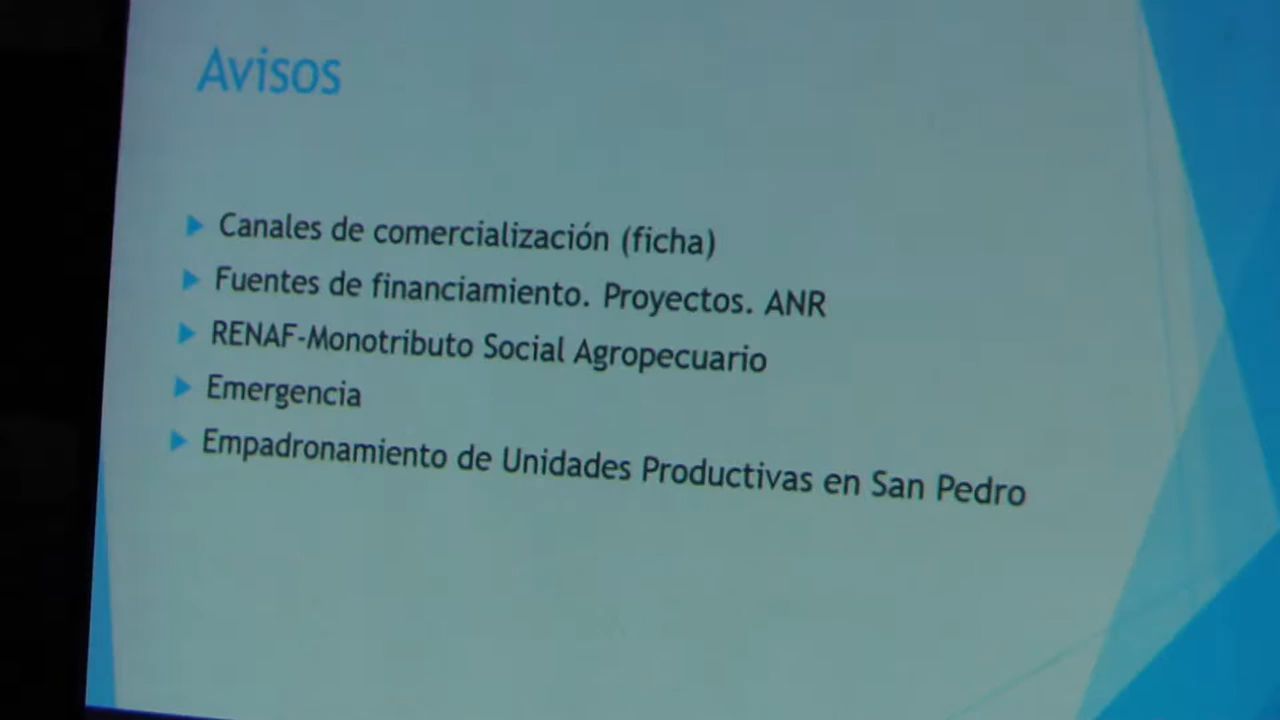 Avisos
Canales de comercialización (ficha)
Fuentes de financiamiento. Proyectos. ANR
RENAF-Monotributo Social Agropecuario
Emergencia
Empadronamiento de Unidades Productivas en San Pedro